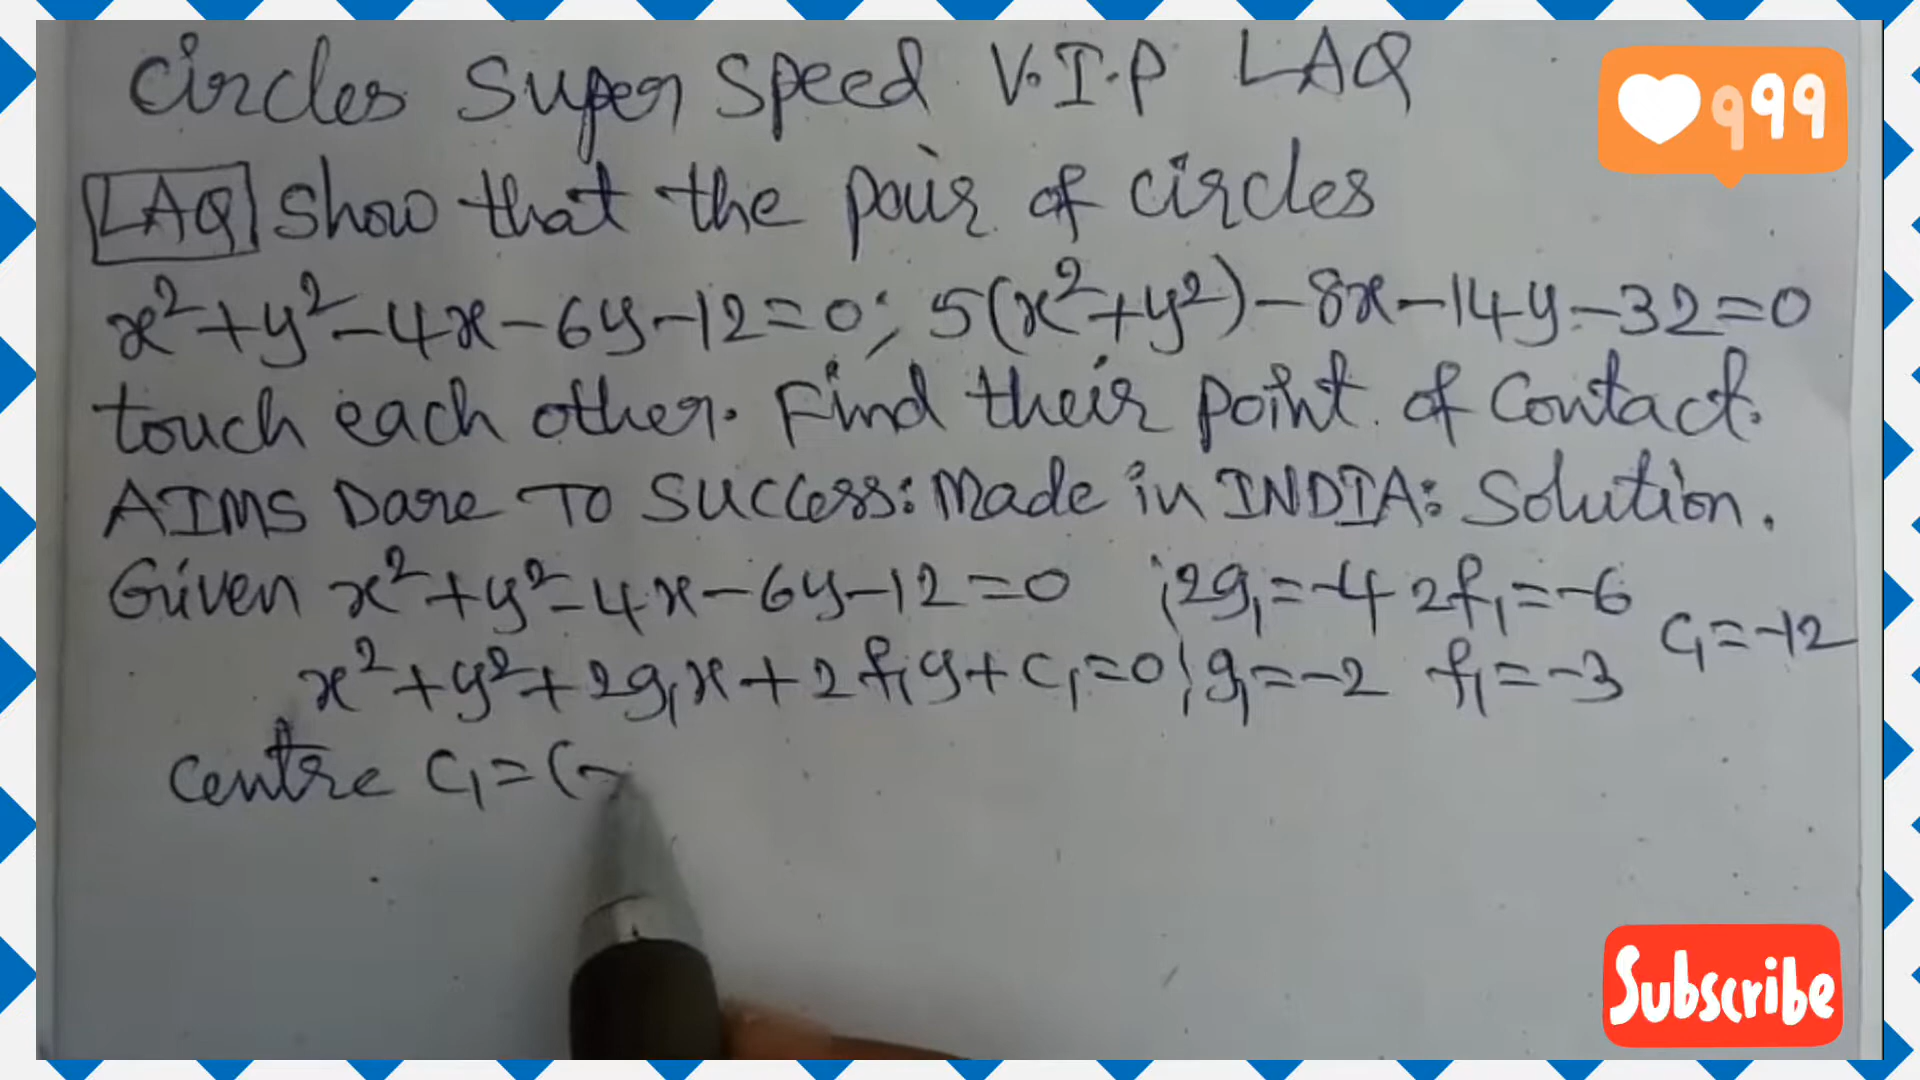 Circles Super Speed V.I.P LAQ
999
LAQ Show that the pair of circles
x²+y²-4x-6y-12=0; 5(x²+y²)-8x-14y-32=0
touch each other. Find their point of Contact.
AIMS Dare To Success: Made in INDIA: Solution.
Given x²+y²-4x-6y-12=0 ; 2g₁=-4 2f₁=-6
c₁=-12
x²+y²+2g₁x+2f₁y+c₁=0; g₁=-2 f₁=-3
Centre C₁=(-
Subscribe